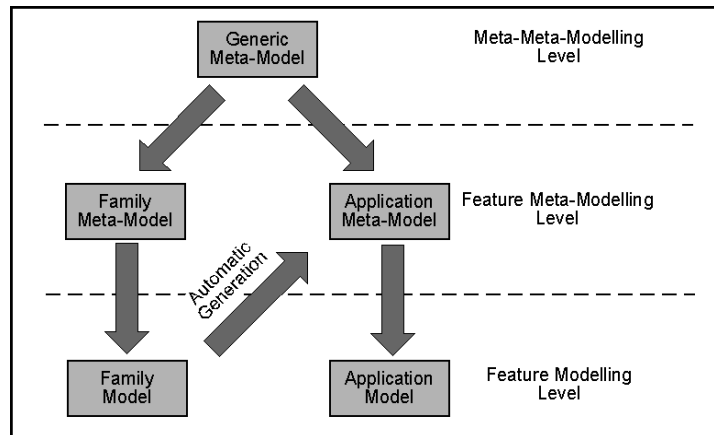 Generic
Meta-Model
Meta-Meta-Modelling
Level
Family
Meta-Model
Application
Meta-Model
Feature Meta-Modelling
Level
Automatic
Generation
Family
Model
Application
Model
Feature Modelling
Level